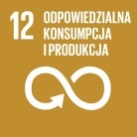 12 ODPOWIEDZIALNA
KONSUMPCJA
I PRODUKCJA